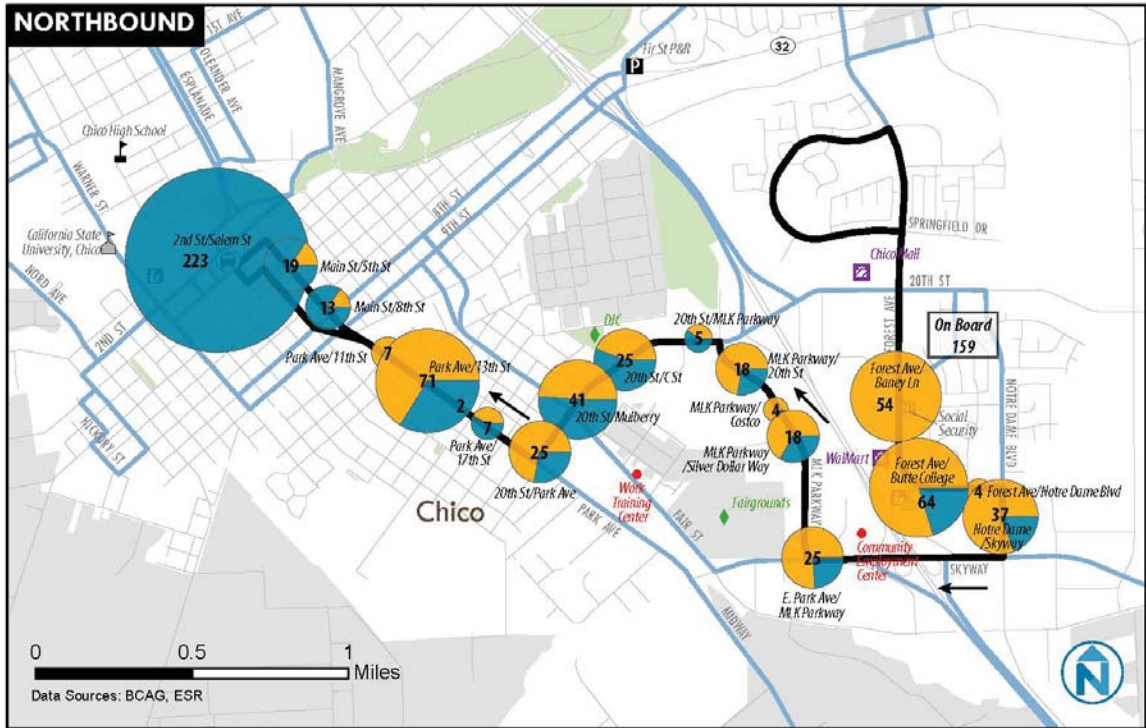 NORTHBOUND
1ST AVE
OLEANDER AVE
ESPLANADE
MANGROVE AVE
32
Fir St P&R
P
Chico High School
WARNER ST
8TH ST
9TH ST
California State
University, Chico
2nd St/Salem St
223
SPRINGFIELD DR
NORD AVE
19
Main St/5th St
Chico Mall
20TH ST
2ND ST
13
Main St/8th St
DJC
20th St/MLK Parkway
5
FOREST AVE
On Board
159
Park Ave/11th St
7
Park Ave/13th St
71
25
20th St/C St
18
MLK Parkway/
20th St
Forest Ave/
Baney Ln
54
NOTRE DAME BLVD
HICKORY ST
2
41
20th St/Mulberry
MLK Parkway/
Costco
4
Social
Security
7
Park Ave/
17th St
25
20th St/Park Ave
18
MLK Parkway
/Silver Dollar Way
MLK PARKWAY
WalMart
Forest Ave/
Butte College
64
4
Forest Ave/Notre Dame Blvd
37
Notre Dame
/Skyway
Chico
Work
Training
Center
PARK AVE
FAIR ST
Fairgrounds
Community
Employment
Center
25
E. Park Ave/
MLK Parkway
SKYWAY
MIDWAY
0
0.5
1
Miles
Data Sources: BCAG, ESR
N